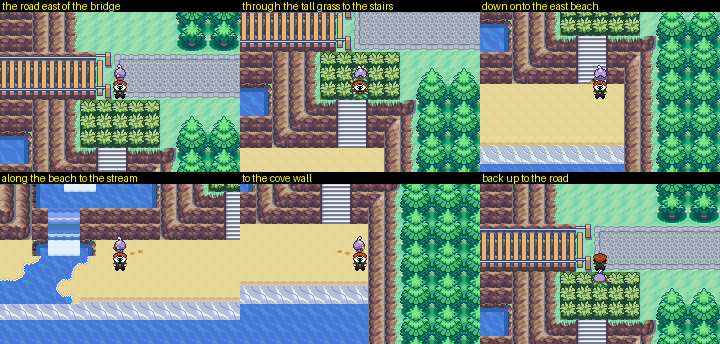 the road east of the bridge
through the tall grass to the stairs
down onto the east beach
along the beach to the stream
to the cove wall
back up to the road